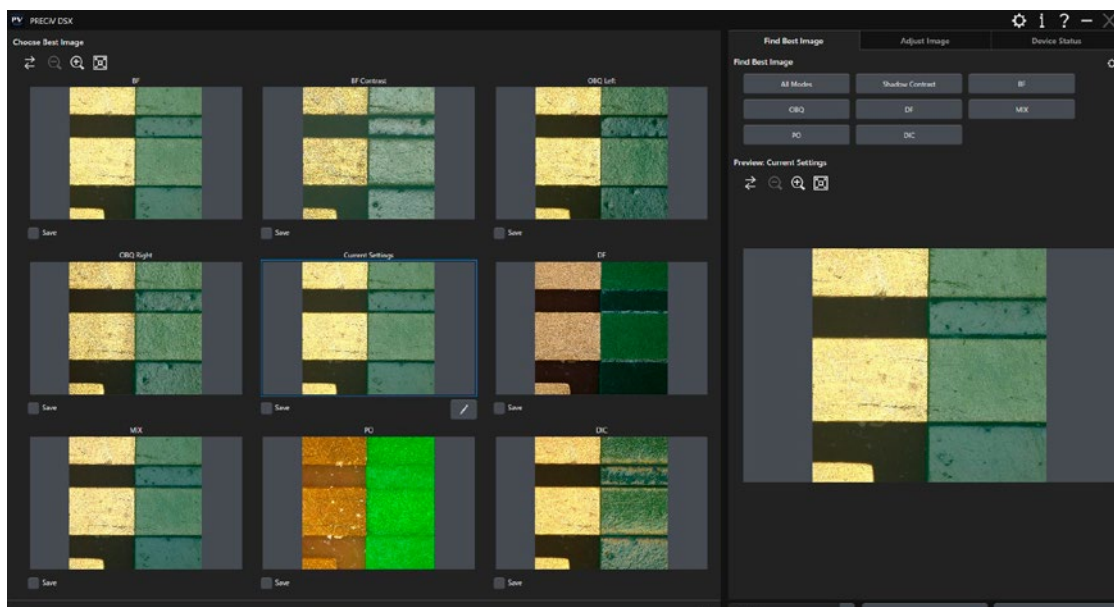 PV PRECiV DSX
Choose Best Image
BF
BF Contrast
OBQ Left
Save
Save
Save
OBQ Right
Current Settings
DF
Save
Save
Save
MIX
PO
DIC
Save
Save
Save
Find Best Image
Adjust Image
Device Status
Find Best Image
All Modes
Shadow Contrast
BF
OBQ
DF
MIX
PO
DIC
Preview: Current Settings